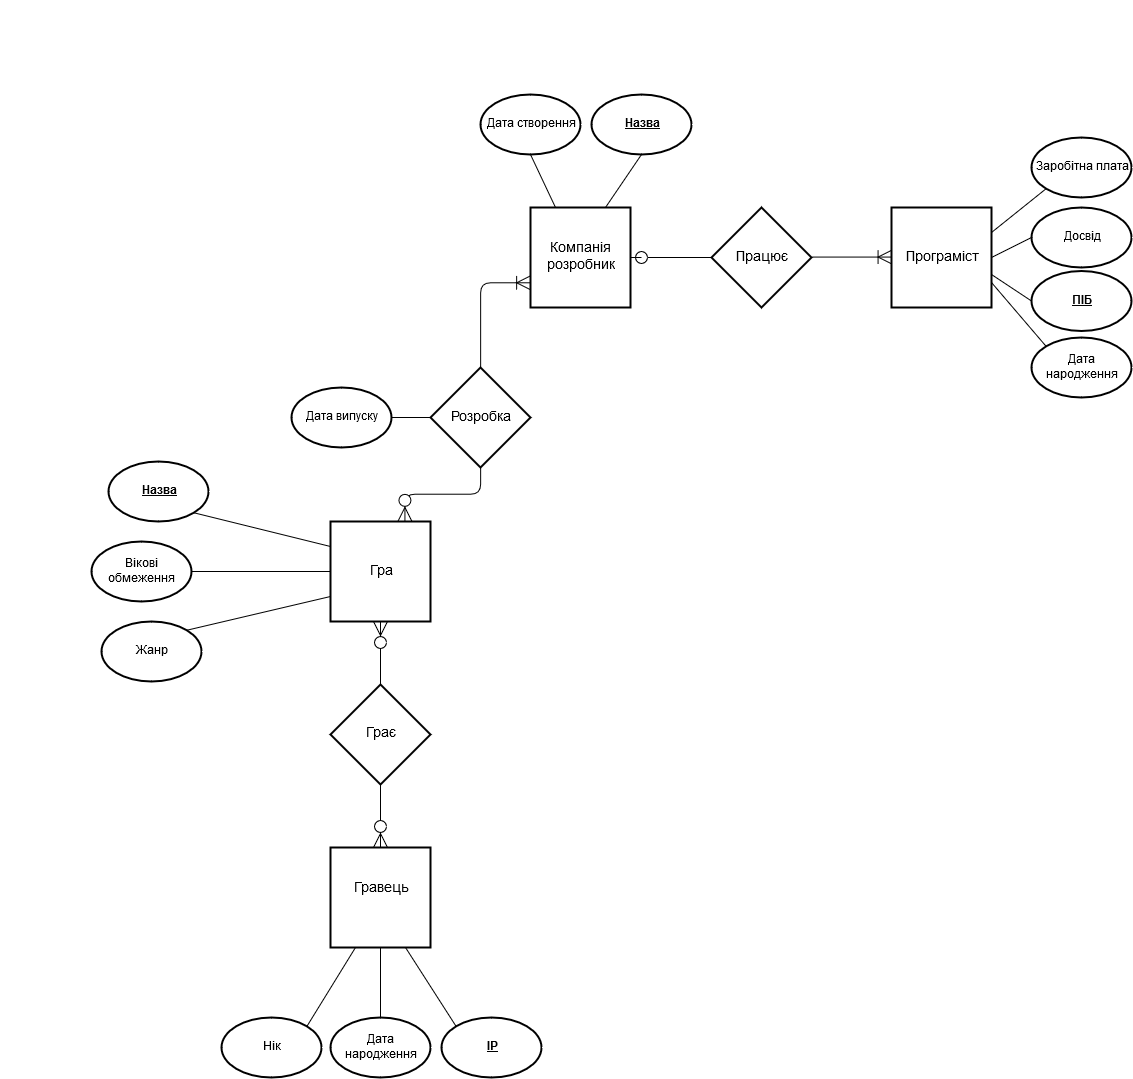 Дата створення
Назва
Заробітна плата
Досвід
Компанія
розробник
Працює
Програміст
ПІБ
Дата
народження
Дата випуску
Розробка
Назва
Вікові
обмеження
Гра
Жанр
Грає
Гравець
Нік
Дата
народження
IP